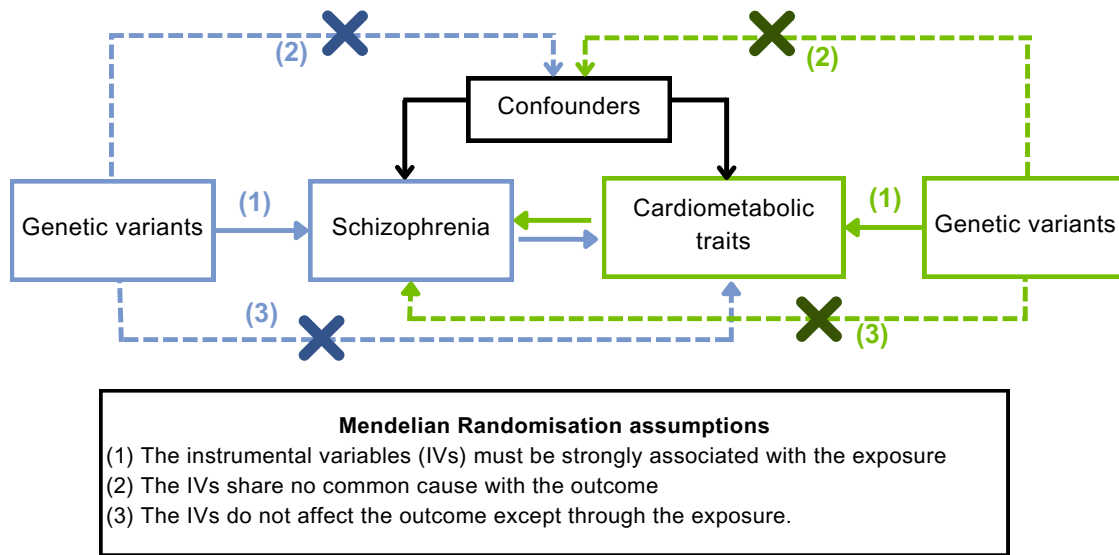 (2)
(2)
Confounders
(1)
(1)
Genetic variants
Schizophrenia
Cardiometabolic
traits
Genetic variants
(3)
(3)
Mendelian Randomisation assumptions
(1) The instrumental variables (IVs) must be strongly associated with the exposure
(2) The IVs share no common cause with the outcome
(3) The IVs do not affect the outcome except through the exposure.